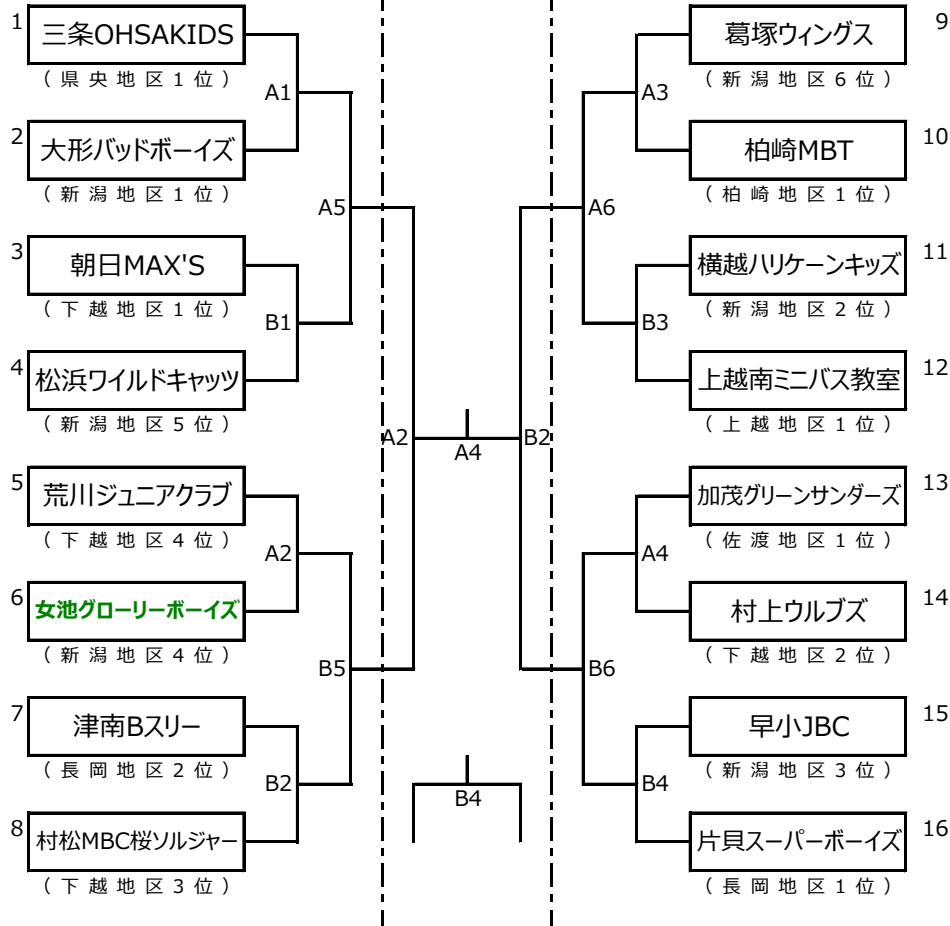 1
三条OHSAKIDS
(県央地区1位)
A1
2
大形バッドボーイズ
(新潟地区1位)
A5
3
朝日MAX'S
(下越地区1位)
B1
4
松浜ワイルドキャッツ
(新潟地区5位)
A2
5
荒川ジュニアクラブ
(下越地区4位)
A2
6
女池グローリーボーイズ
(新潟地区4位)
B5
7
津南Bスリー
(長岡地区2位)
B2
8
村松MBC桜ソルジャー
(下越地区3位)
A4
B4
9
葛塚ウィングス
(新潟地区6位)
A3
10
柏崎MBT
(柏崎地区1位)
A6
11
横越ハリケーンキッズ
(新潟地区2位)
B3
12
上越南ミニバス教室
(上越地区1位)
B2
13
加茂グリーンサンダーズ
(佐渡地区1位)
A4
14
村上ウルブズ
(下越地区2位)
B6
15
早小JBC
(新潟地区3位)
B4
16
片貝スーパーボーイズ
(長岡地区1位)